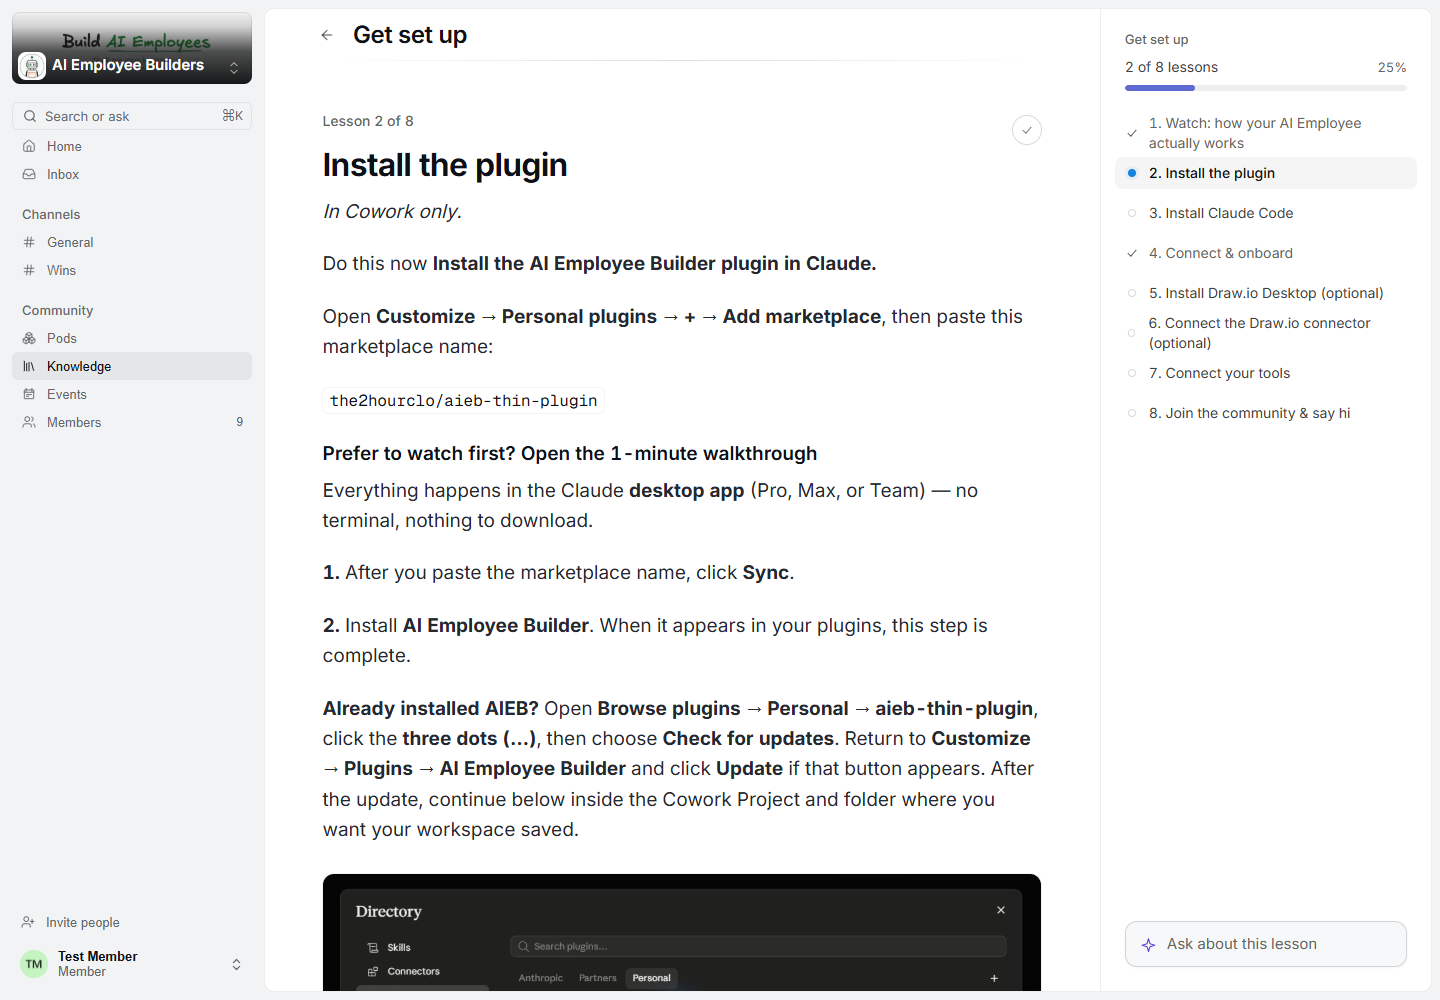 Build AI Employees
AI Employee Builders
Search or ask
⌘K
Home
Inbox
Channels
General
Wins
Community
Pods
Knowledge
Events
Members
9
Invite people
TM
Test Member
Member
Get set up
Lesson 2 of 8
Install the plugin
In Cowork only.
Do this now Install the AI Employee Builder plugin in Claude.
Open Customize → Personal plugins → + → Add marketplace, then paste this
marketplace name:
the2hourclo/aieb-thin-plugin
Prefer to watch first? Open the 1-minute walkthrough
Everything happens in the Claude desktop app (Pro, Max, or Team) — no
terminal, nothing to download.
1. After you paste the marketplace name, click Sync.
2. Install AI Employee Builder. When it appears in your plugins, this step is
complete.
Already installed AIEB? Open Browse plugins → Personal → aieb-thin-plugin,
click the three dots (...), then choose Check for updates. Return to Customize
→ Plugins → AI Employee Builder and click Update if that button appears. After
the update, continue below inside the Cowork Project and folder where you
want your workspace saved.
Directory
Skills
Connectors
Search plugins...
Anthropic
Partners
Personal
+
Get set up
2 of 8 lessons
25%
1. Watch: how your AI Employee
actually works
2. Install the plugin
3. Install Claude Code
4. Connect & onboard
5. Install Draw.io Desktop (optional)
6. Connect the Draw.io connector
(optional)
7. Connect your tools
8. Join the community & say hi
Ask about this lesson